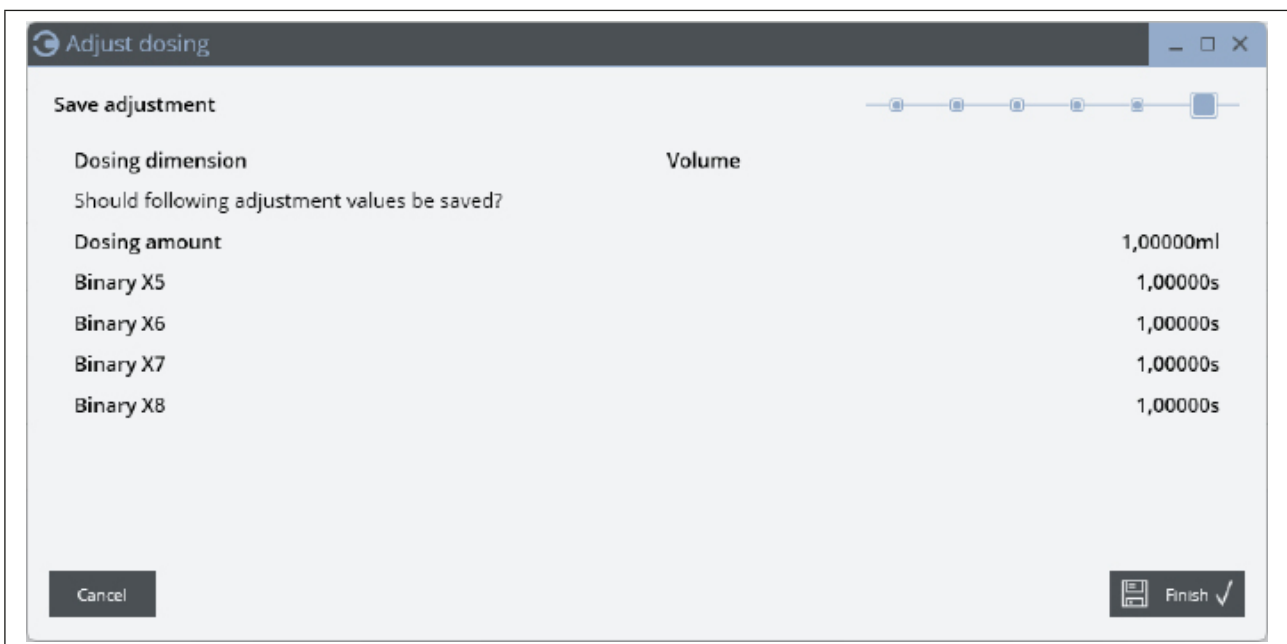 Adjust dosing
Save adjustment
Dosing dimension Volume
Should following adjustment values be saved?
Dosing amount 1,00000ml
Binary X5 1,00000s
Binary X6 1,00000s
Binary X7 1,00000s
Binary X8 1,00000s
Cancel Finish